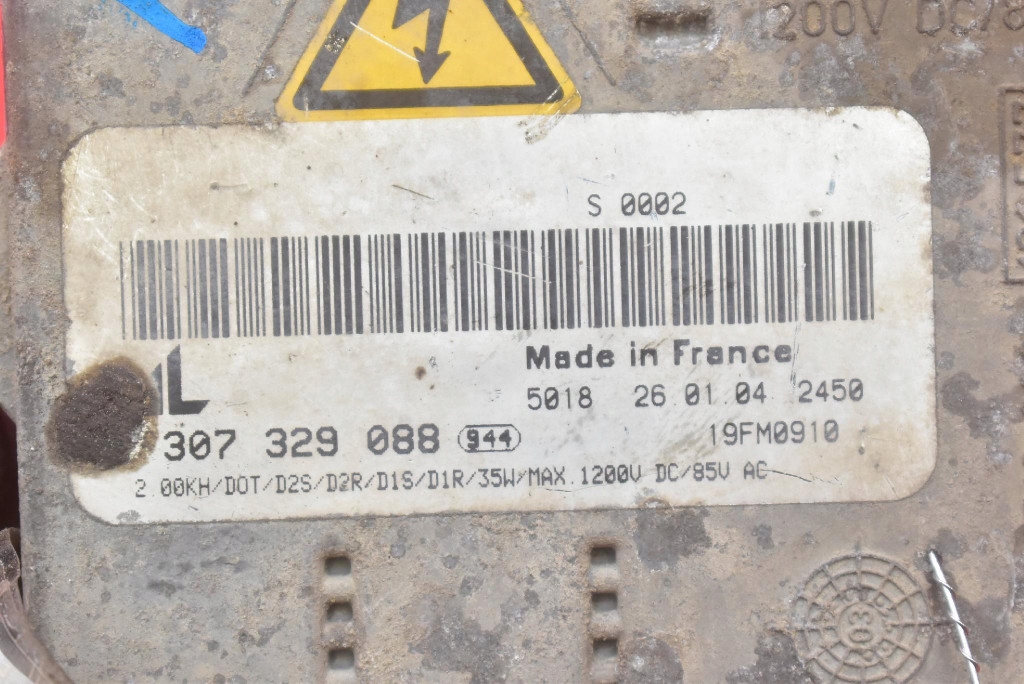 200V DC/8
S 0002
Made in France
5018 26.01.04 2450
307 329 088 944
19FM0910
2.00KH/DOT/D2S/D2R/D1S/D1R/35W/MAX.1200V DC/85V AC
03